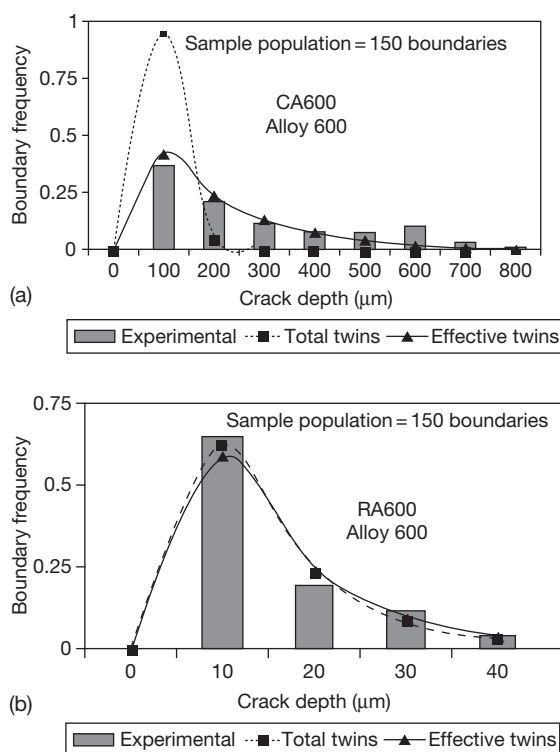 1
Sample population = 150 boundaries
0.75
CA600
Alloy 600
0.5
0.25
0
Boundary frequency
0 100 200 300 400 500 600 700 800
(a)
Crack depth (μm)
Experimental Total twins Effective twins
0.75
Sample population = 150 boundaries
0.5
RA600
Alloy 600
0.25
0
Boundary frequency
0 10 20 30 40
(b)
Crack depth (μm)
Experimental Total twins Effective twins